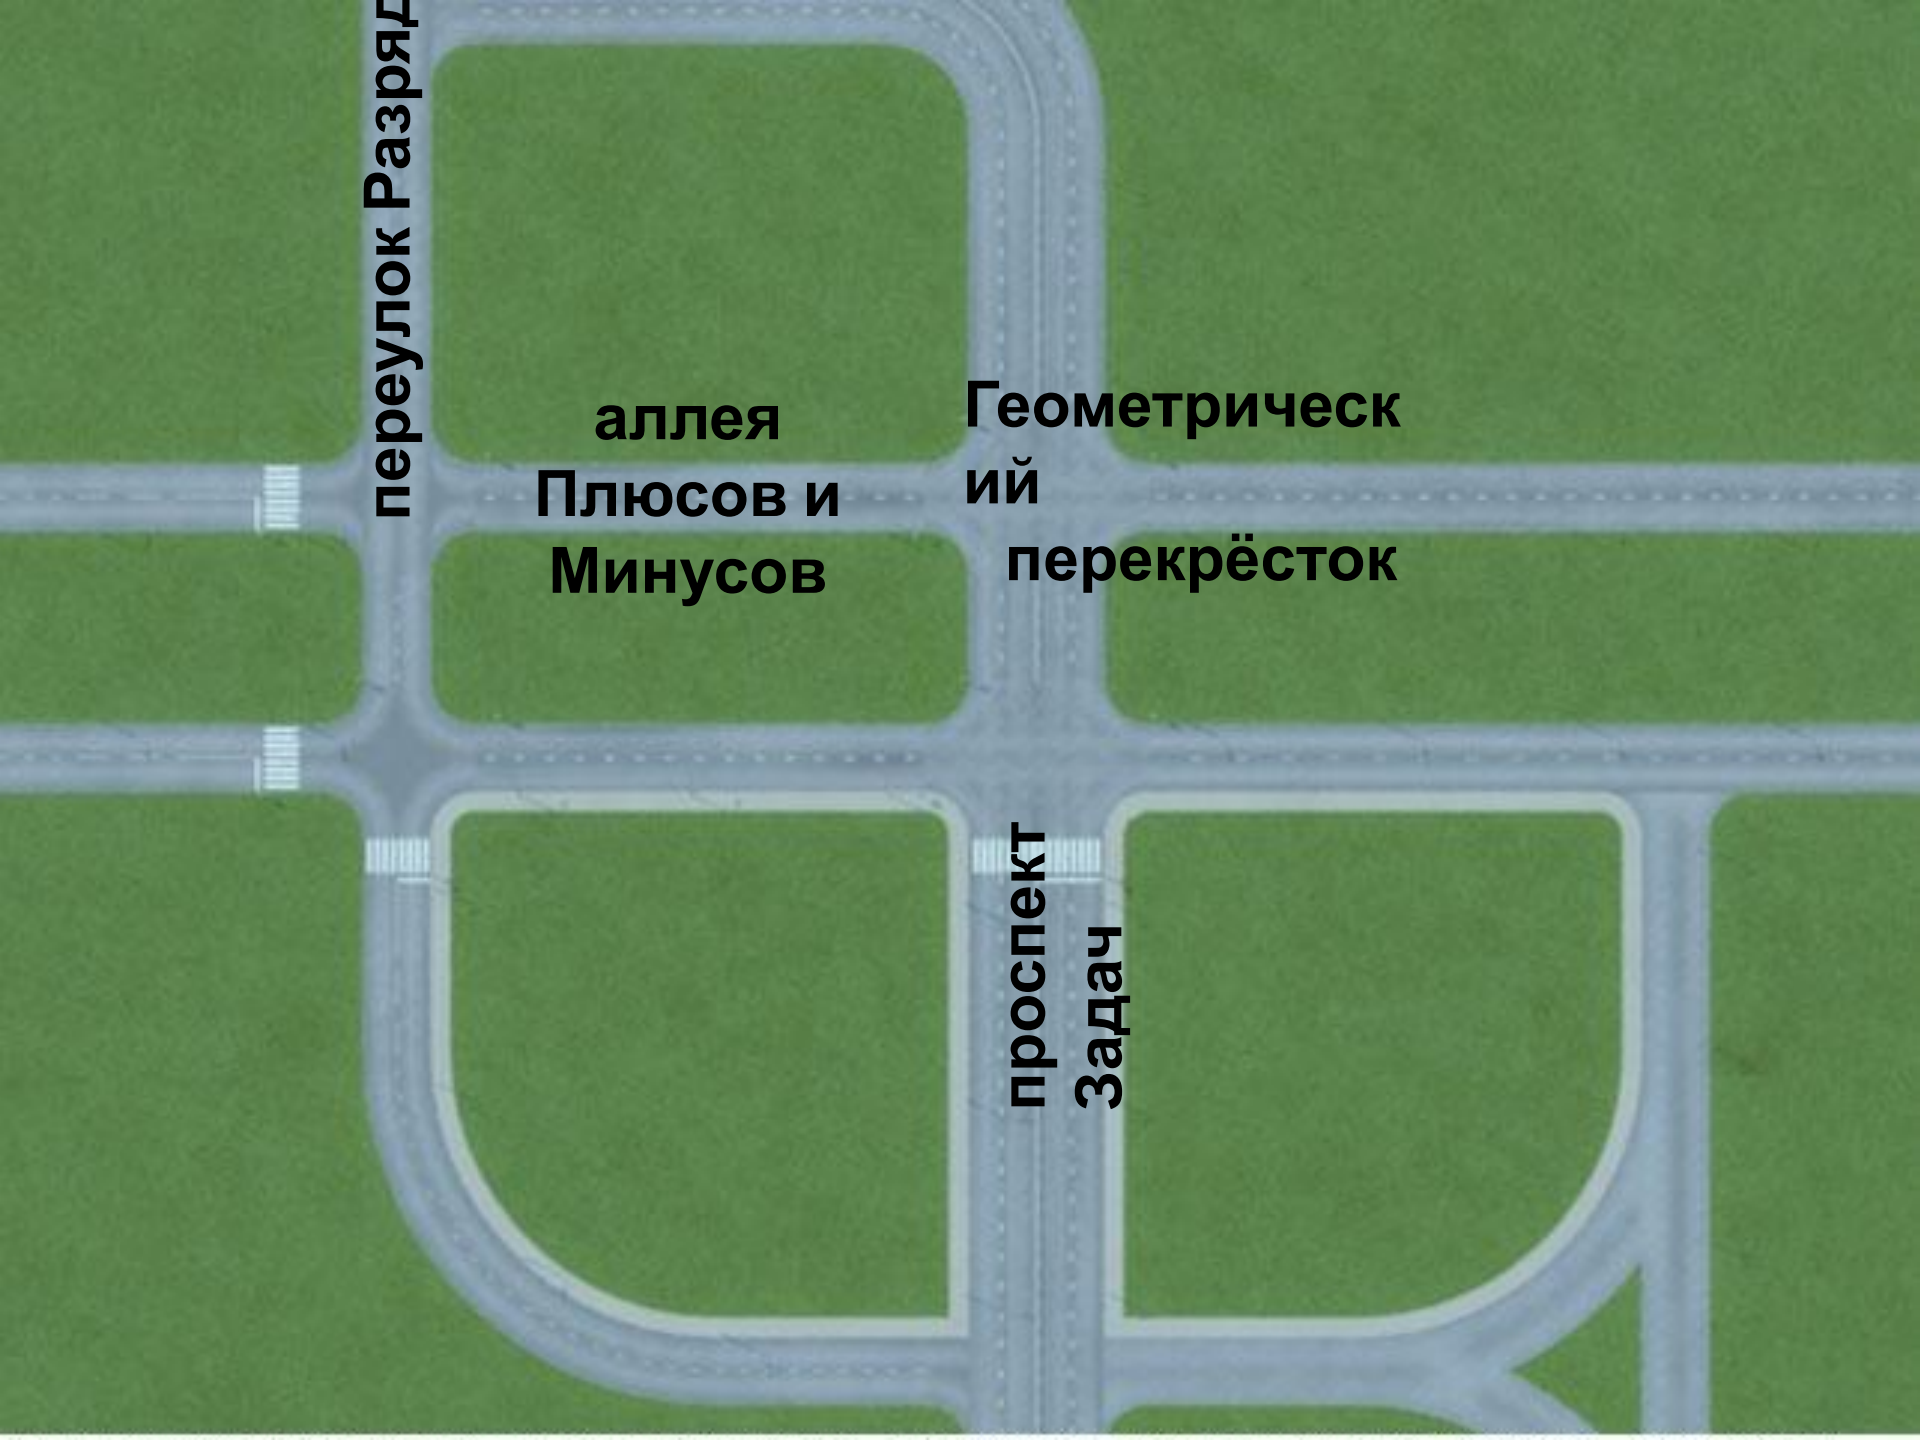 переулок Разряд
аллея
Плюсов и
Минусов
Геометрическ
ий
перекрёсток
проспект
Задач